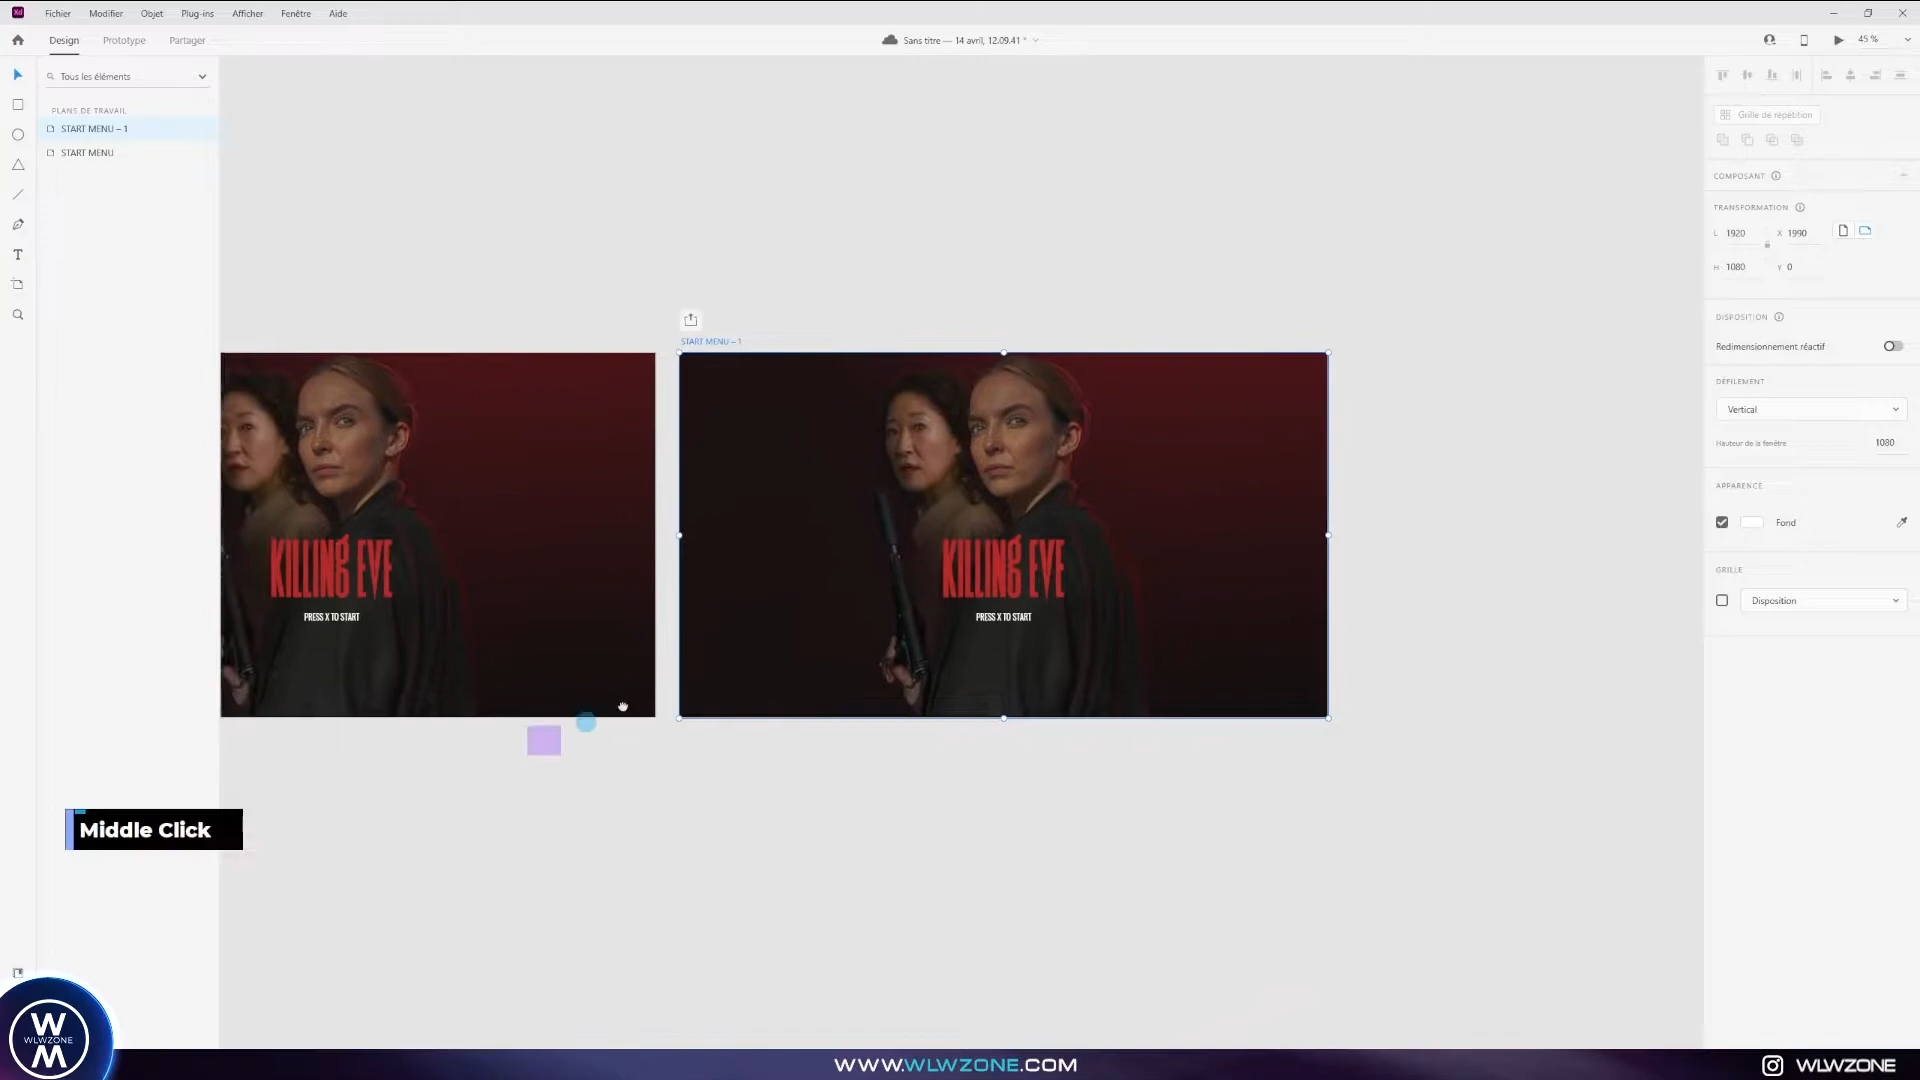 Xd Fichier Modifier Objet Plug-ins Afficher Fenêtre Aide
Design Prototype Partager Sans titre — 14 avril, 12.09.41 * 45 %
Tous les éléments
PLANS DE TRAVAIL
START MENU – 1
START MENU
Grille de répétition
COMPOSANT
TRANSFORMATION
L 1920 X 1990
H 1080 Y 0
DISPOSITION
Redimensionnement réactif
DÉFILEMENT
Vertical
Hauteur de la fenêtre 1080
APPARENCE
Fond
GRILLE
Disposition
START MENU – 1
KILLING EVE
PRESS X TO START
KILLING EVE
PRESS X TO START
Middle Click
W
WLWZONE
M
WWW.WLWZONE.COM
WLWZONE